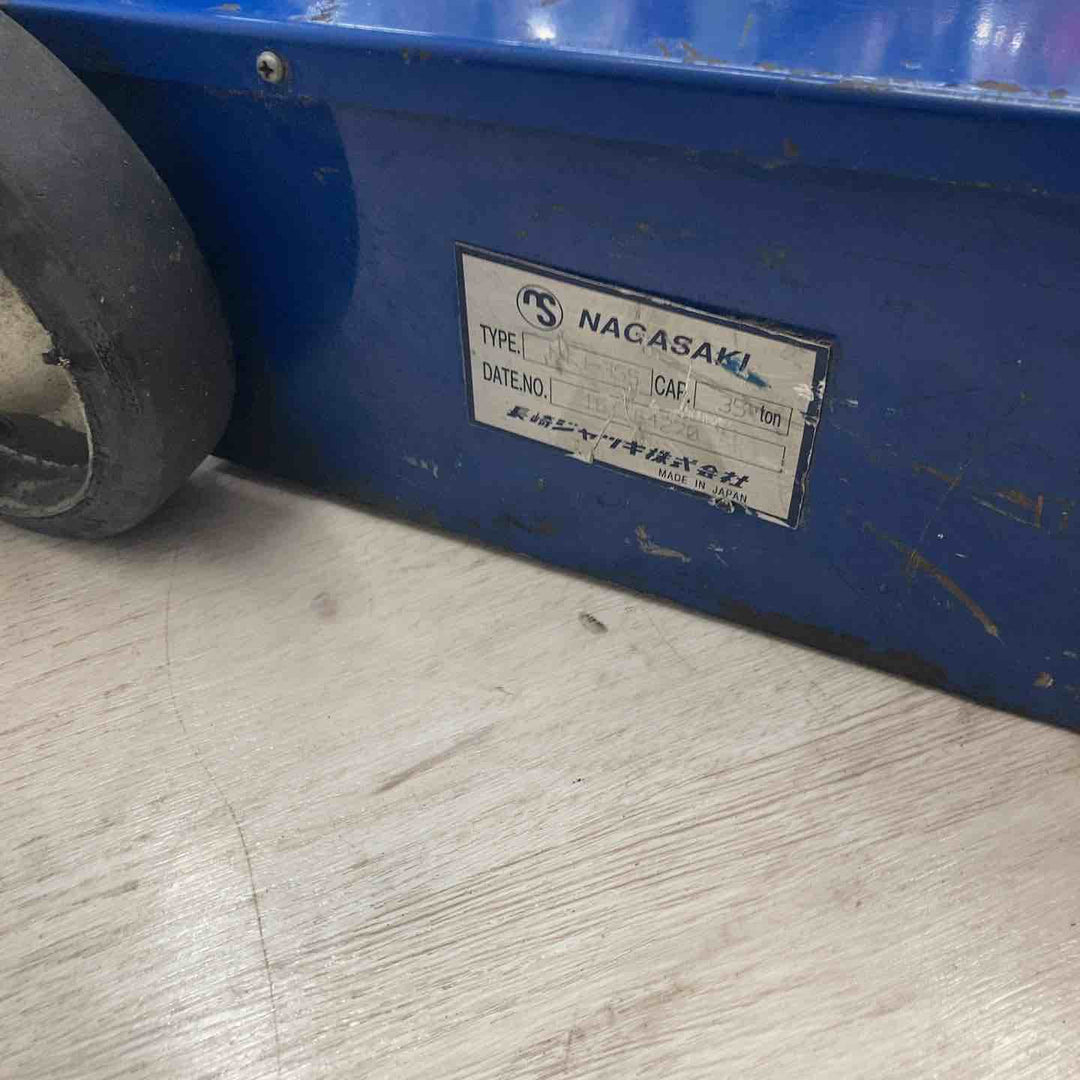 NS NAGASAKI
TYPE. CAP. 35 ton
DATE.NO.
長崎ジャッキ株式会社
MADE IN JAPAN